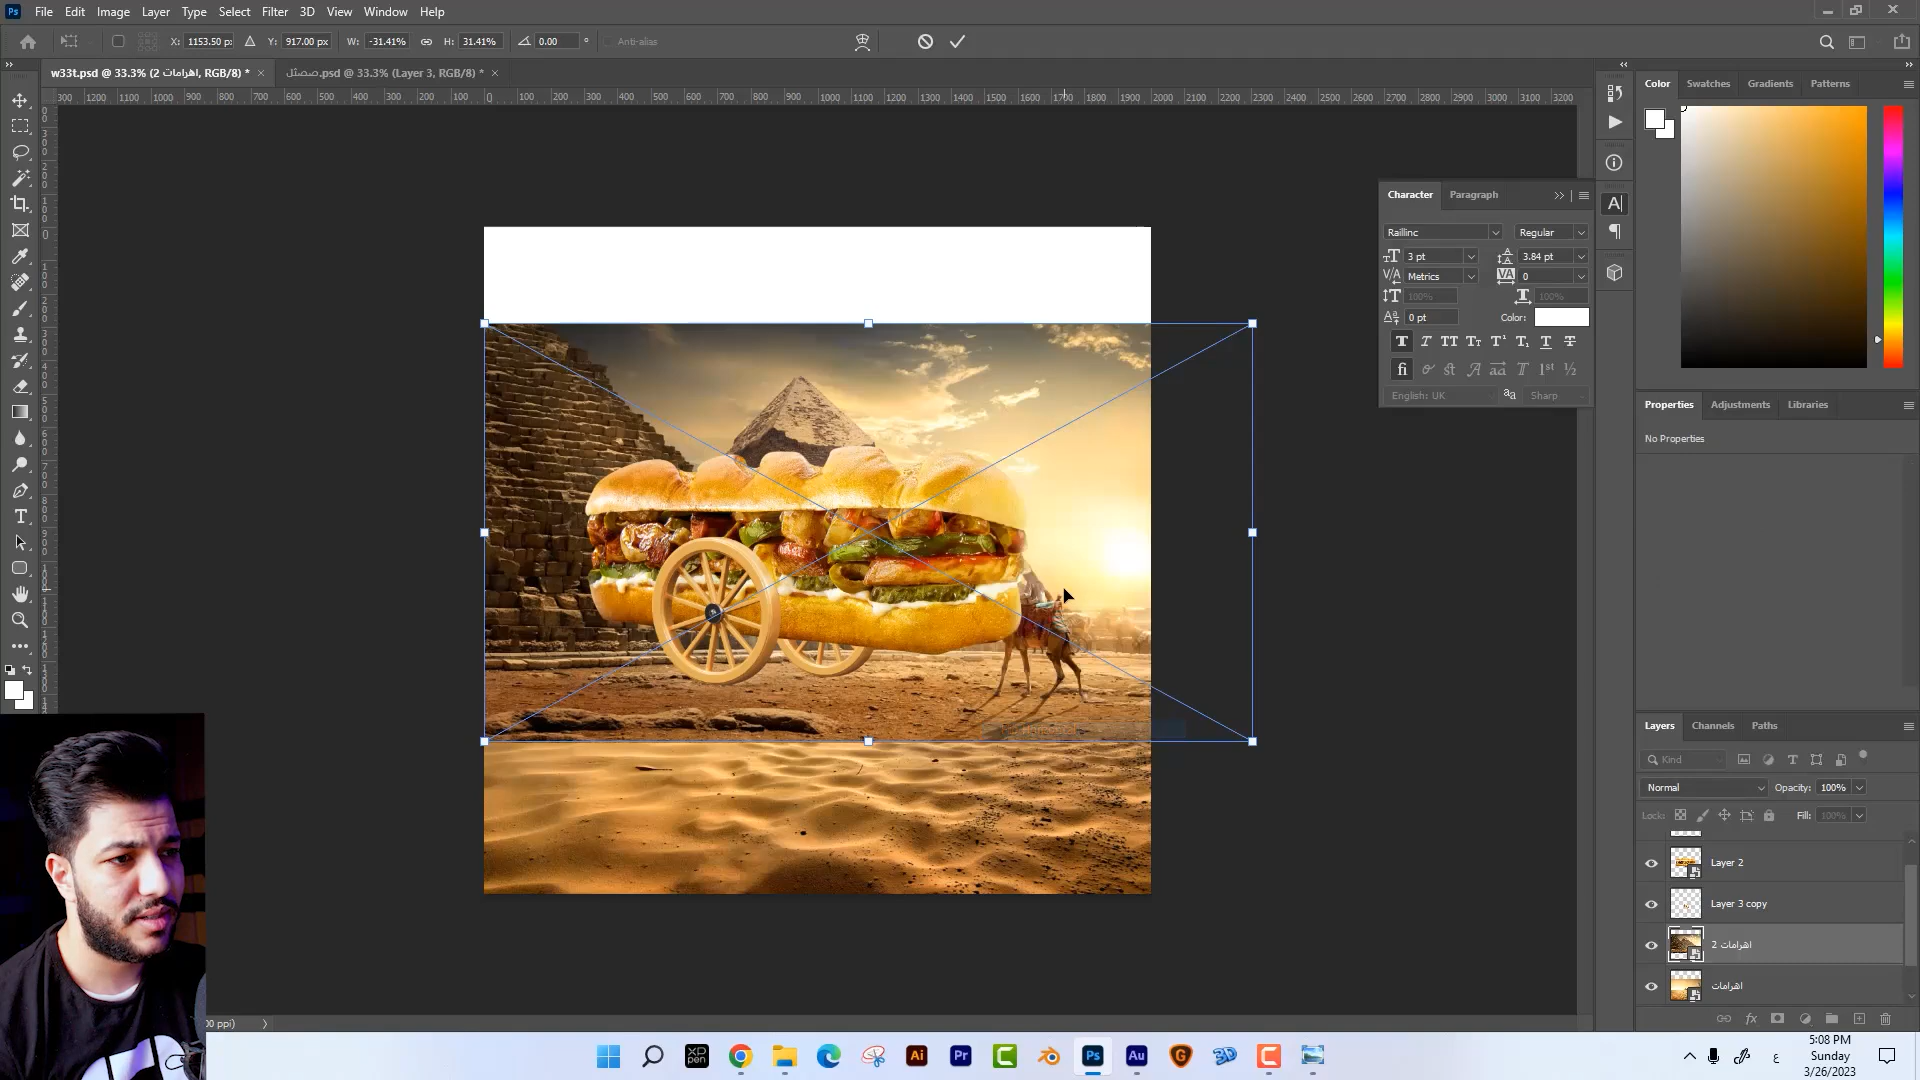 File Edit Image Layer Type Select Filter 3D View Window Help
X: 1153.50 px Y: 917.00 px W: -31.41% H: 31.41% 0.00 ° Anti-alias
w33t.psd @ 33.3% (2 اهرامات, RGB/8) *
صصثل.psd @ 33.3% (Layer 3, RGB/8) *
300 1200 1100 1000 900 800 700 600 500 400 300 200 100 0 100 200 300 400 500 600 700 800 900 1000 1100 1200 1300 1400 1500 1600 1700 1800 1900 2000 2100 2200 2300 2400 2500 2600 2700 2800 2900 3000 3100 3200
Color Swatches Gradients Patterns
Character Paragraph
Raillinc Regular
3 pt 3.84 pt
Metrics 0
100% 100%
0 pt Color:
English: UK Sharp
Properties Adjustments Libraries
No Properties
Layers Channels Paths
Kind
Normal Opacity: 100%
Lock: Fill: 100%
Layer 2
Layer 3 copy
اهرامات 2
اهرامات
00 ppi)
5:08 PM
Sunday
3/26/2023
ع